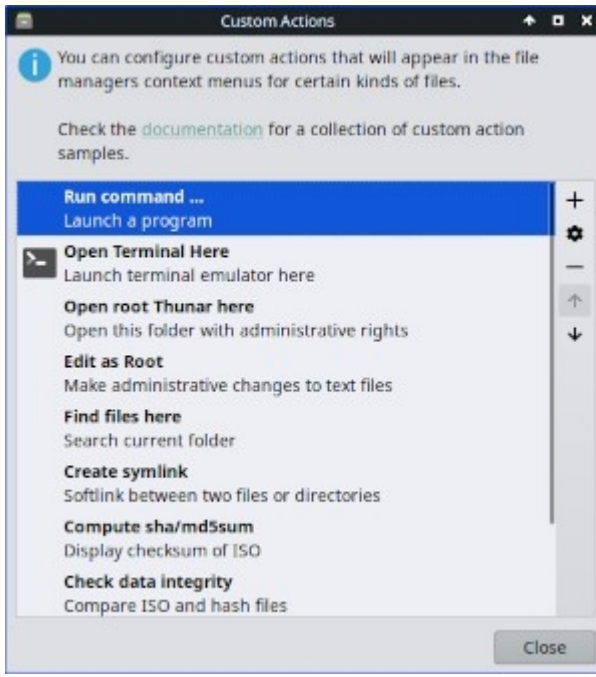 Custom Actions
You can configure custom actions that will appear in the file
managers context menus for certain kinds of files.
Check the documentation for a collection of custom action
samples.
Run command ...
Launch a program
Open Terminal Here
Launch terminal emulator here
Open root Thunar here
Open this folder with administrative rights
Edit as Root
Make administrative changes to text files
Find files here
Search current folder
Create symlink
Softlink between two files or directories
Compute sha/md5sum
Display checksum of ISO
Check data integrity
Compare ISO and hash files
Close